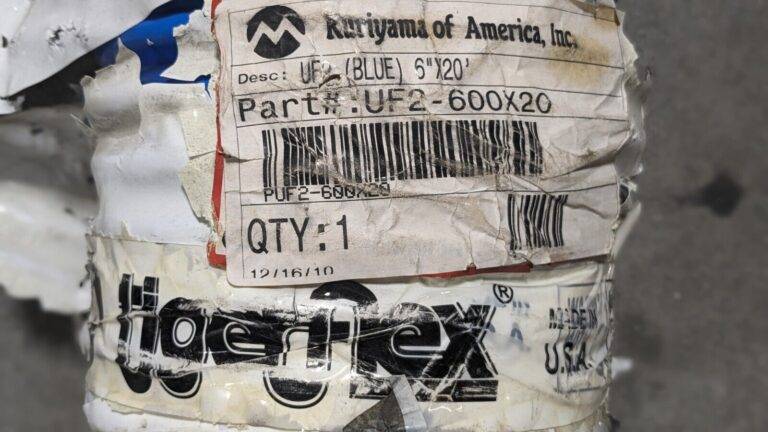 Kuriyama of America, Inc.
Desc: UF2 (BLUE) 6"X20'
Part#:UF2-600X20
PUF2-600X20
QTY:1
12/16/10
tigerflex®
MADE IN
U.S.A.